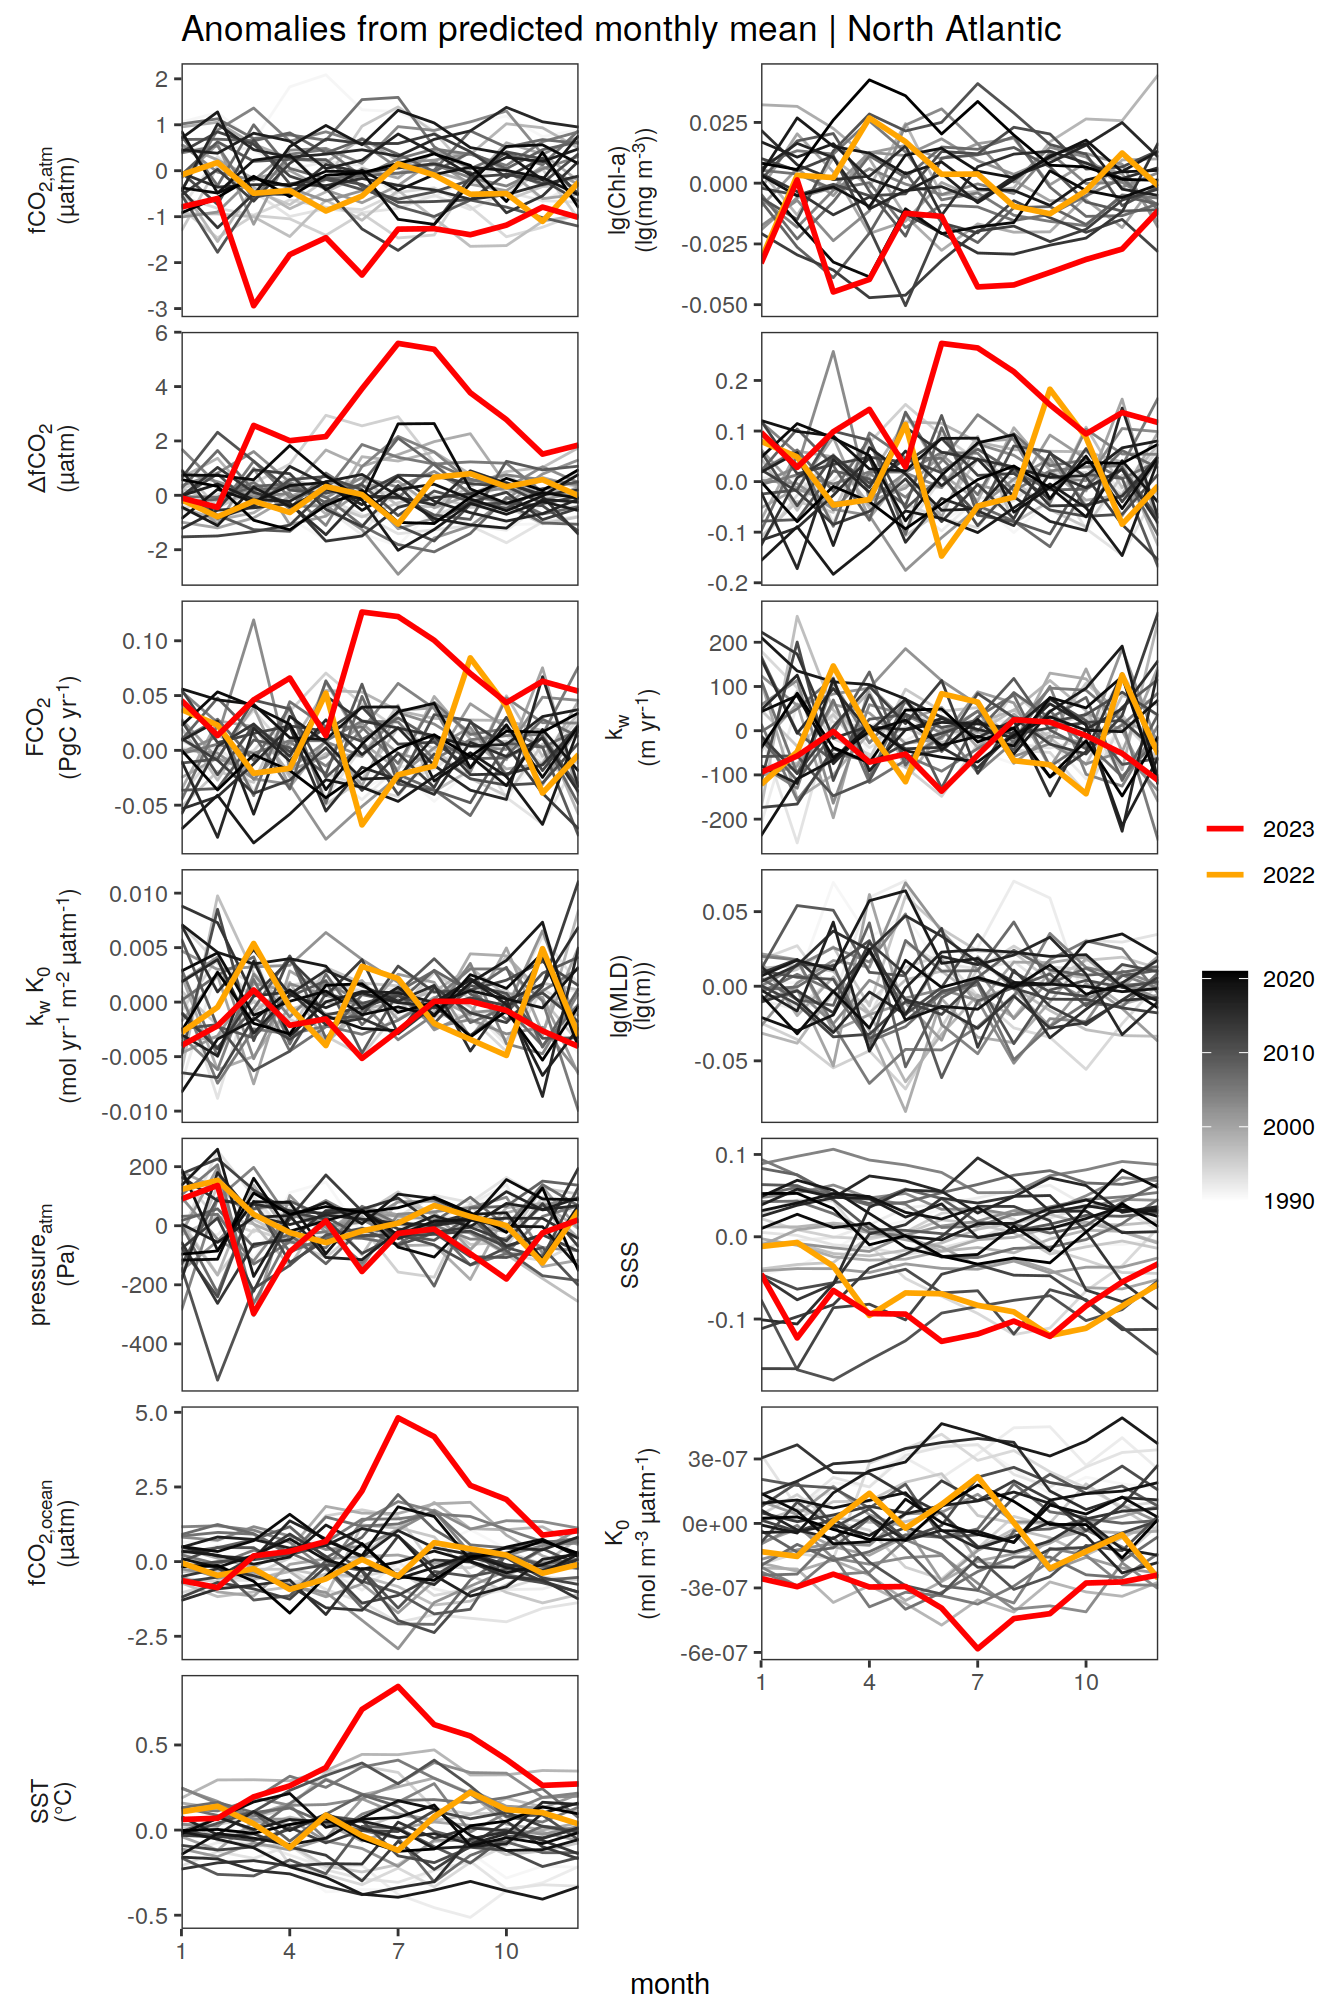 Anomalies from predicted monthly mean | North Atlantic
fCO2,atm
(µatm)
2
1
0
-1
-2
-3
lg(Chl-a)
(lg(mg m-3))
0.025
0.000
-0.025
-0.050
ΔfCO2
(µatm)
6
4
2
0
-2
0.2
0.1
0.0
-0.1
-0.2
FCO2
(PgC yr-1)
0.10
0.05
0.00
-0.05
kw
(m yr-1)
200
100
0
-100
-200
kw K0
(mol yr-1 m-2 µatm-1)
0.010
0.005
0.000
-0.005
-0.010
lg(MLD)
(lg(m))
0.05
0.00
-0.05
pressureatm
(Pa)
200
0
-200
-400
SSS
0.1
0.0
-0.1
fCO2,ocean
(µatm)
5.0
2.5
0.0
-2.5
K0
(mol m-3 µatm-1)
3e-07
0e+00
-3e-07
-6e-07
1 4 7 10
SST
(°C)
0.5
0.0
-0.5
1 4 7 10
month
2023
2022
2020
2010
2000
1990